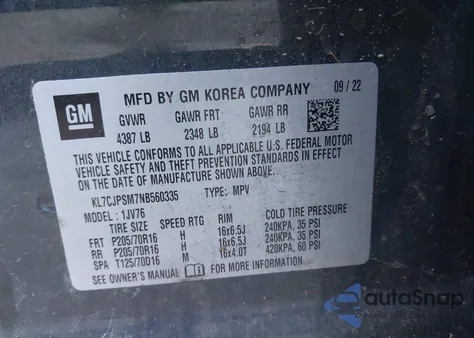 GM
MFD BY GM KOREA COMPANY 09 / 22
GVWR GAWR FRT GAWR RR
4387 LB 2348 LB 2194 LB
THIS VEHICLE CONFORMS TO ALL APPLICABLE U.S. FEDERAL MOTOR
VEHICLE SAFETY AND THEFT PREVENTION STANDARDS IN EFFECT ON
THE DATE OF MANUFACTURE SHOWN ABOVE.
KL7CJPSM7NB560335 TYPE: MPV
MODEL: 1JV76
TIRE SIZE SPEED RTG RIM COLD TIRE PRESSURE
FRT P205/70R16 H 16x6.5J 240KPA, 35 PSI
RR P205/70R16 H 16x6.5J 240KPA, 35 PSI
SPA T125/70D16 M 16x4.0T 420KPA, 60 PSI
SEE OWNER'S MANUAL FOR MORE INFORMATION
autoSnap